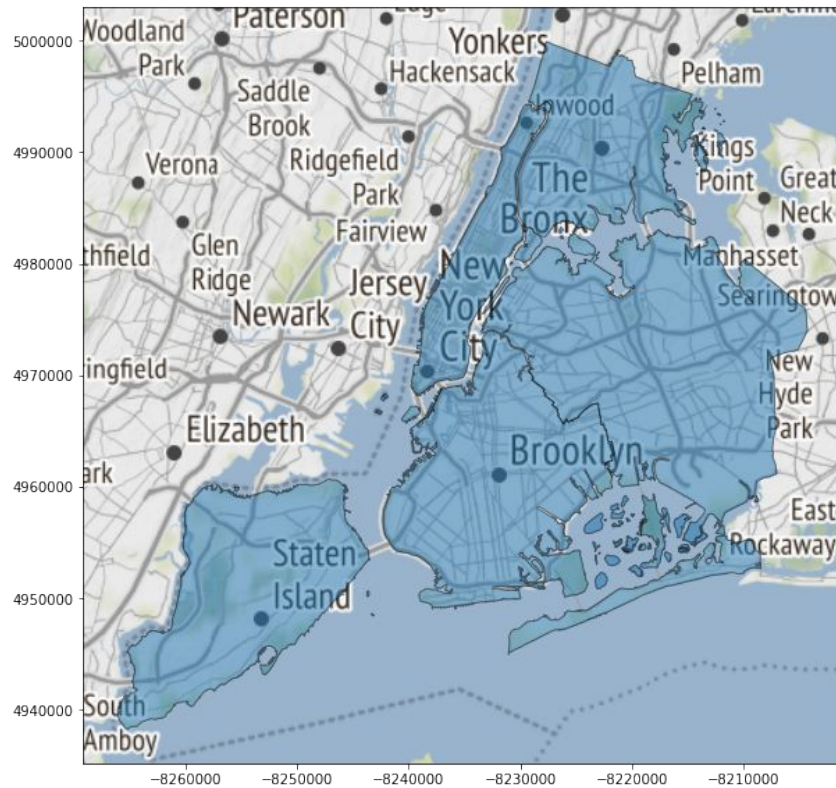 5000000
4990000
4980000
4970000
4960000
4950000
4940000
−8260000
−8250000
−8240000
−8230000
−8220000
−8210000
Woodland
Park
Paterson
Yonkers
Pelham
Saddle
Brook
Hackensack
Inwood
Verona
Ridgefield
Park
The
Bronx
Kings
Point
Great
Neck
Glen
Ridge
Fairview
Manhasset
Newark
Jersey
City
New
York
City
Searingtow
New
Hyde
Park
Elizabeth
Brooklyn
East
Rockaway
Staten
Island
South
Amboy